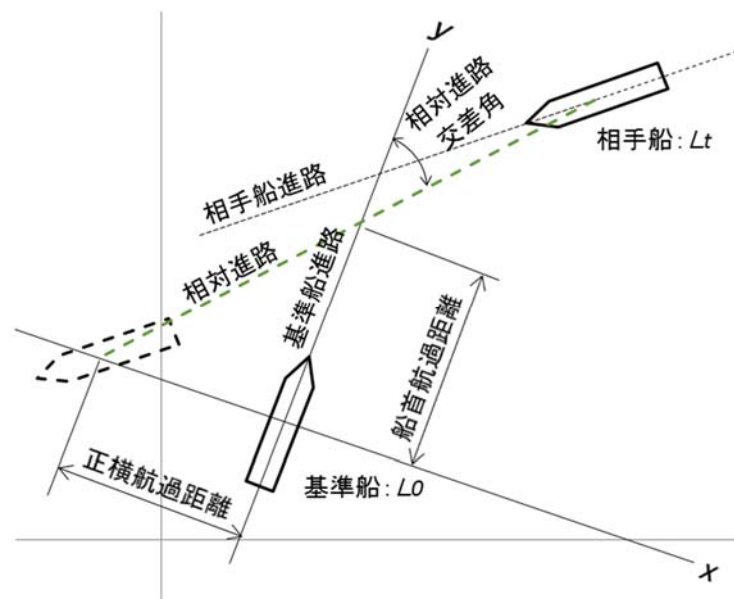 y
相対進路
交差角
相手船: Lt
相手船進路
相対進路
基準船進路
船首航過距離
正横航過距離
基準船: L0
x